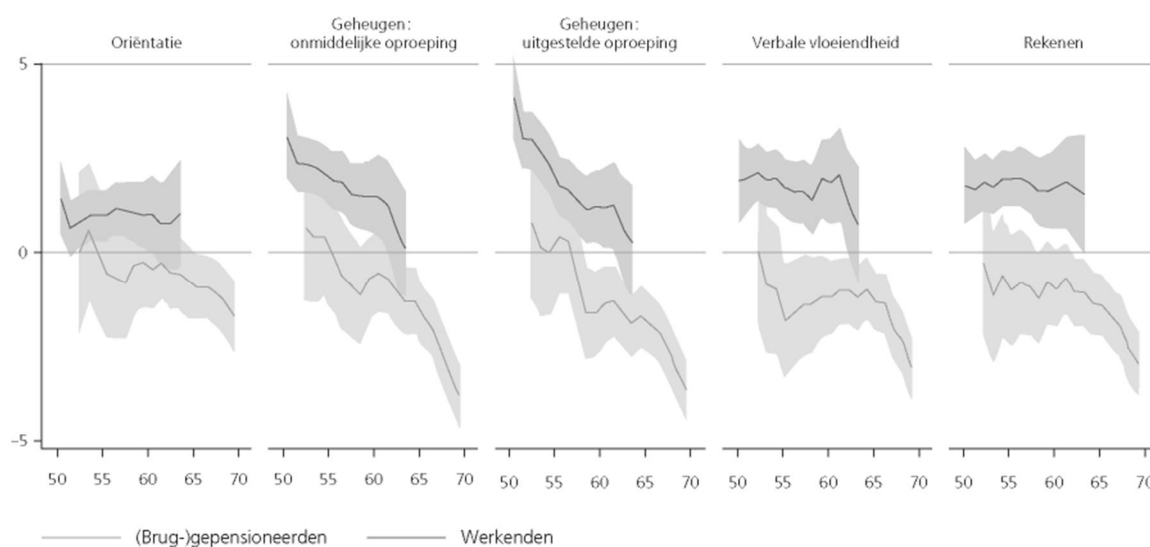 Oriëntatie
Geheugen:
onmiddelijke oproeping
Geheugen:
uitgestelde oproeping
Verbale vloeiendheid
Rekenen
5
0
–5
50 55 60 65 70
50 55 60 65 70
50 55 60 65 70
50 55 60 65 70
50 55 60 65 70
(Brug-)gepensioneerden
Werkenden